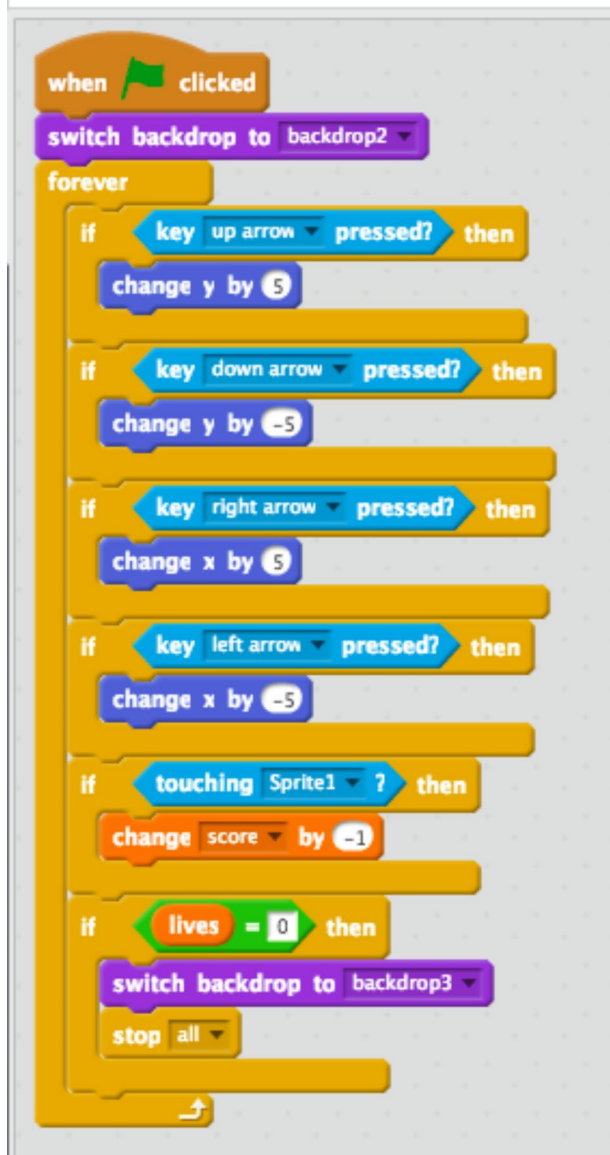 when clicked
switch backdrop to backdrop2
forever
if key up arrow pressed? then
change y by 5
if key down arrow pressed? then
change y by -5
if key right arrow pressed? then
change x by 5
if key left arrow pressed? then
change x by -5
if touching Sprite1 ? then
change score by -1
if lives = 0 then
switch backdrop to backdrop3
stop all